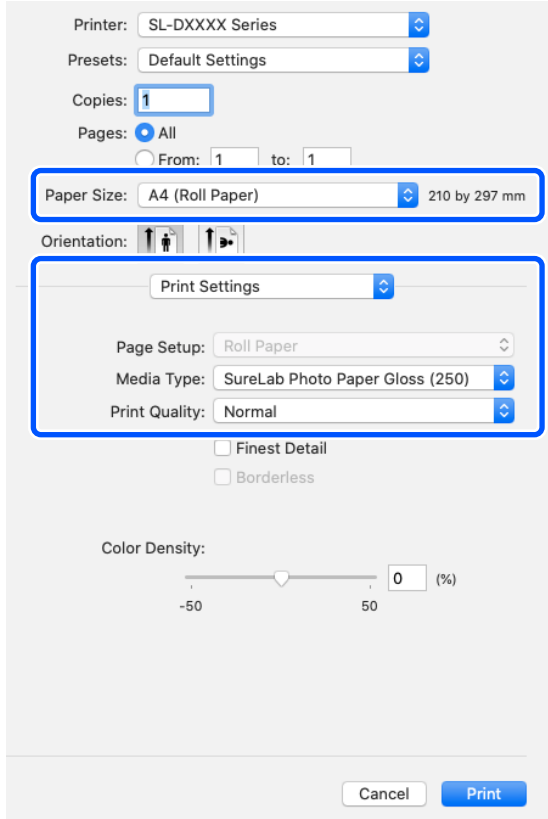 Printer: SL-DXXXX Series
Presets: Default Settings
Copies: 1
Pages: All
From: 1 to: 1
Paper Size: A4 (Roll Paper) 210 by 297 mm
Orientation:
Print Settings
Page Setup: Roll Paper
Media Type: SureLab Photo Paper Gloss (250)
Print Quality: Normal
Finest Detail
Borderless
Color Density:
0 (%)
-50 50
Cancel Print